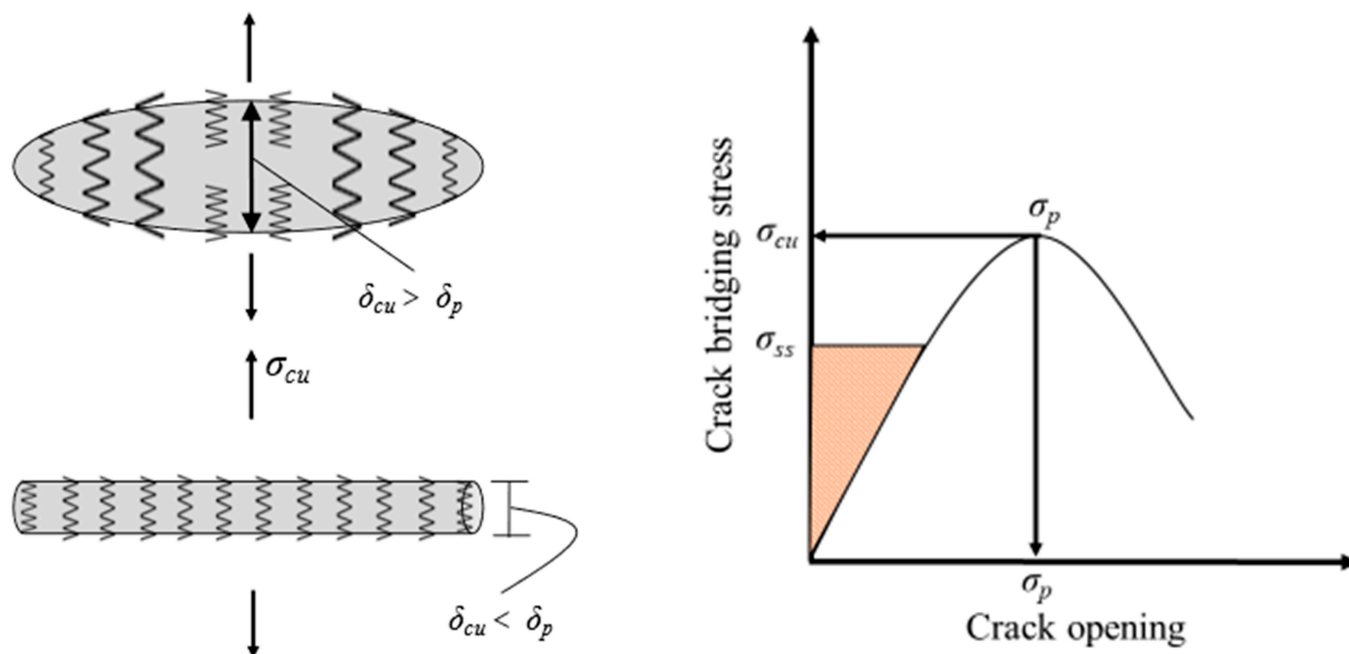 δcu > δp
σcu
δcu < δp
Crack bridging stress
σp
σcu
σss
σp
Crack opening